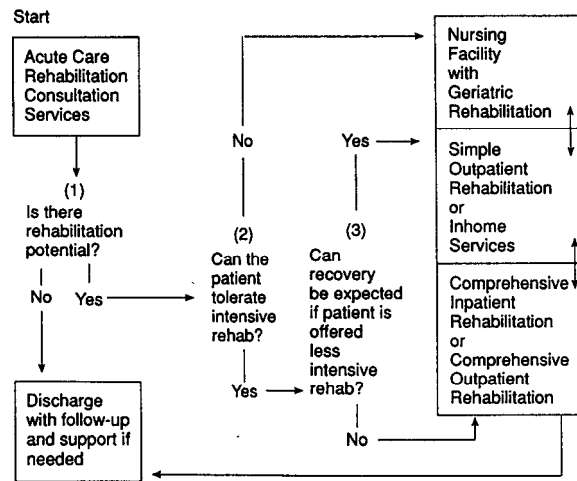 Start
Acute Care
Rehabilitation
Consultation
Services
(1)
Is there
rehabilitation
potential?
No
Yes
Discharge
with follow-up
and support if
needed
No
(2)
Can the
patient
tolerate
intensive
rehab?
Yes
Yes
(3)
Can
recovery
be expected
if patient is
offered
less
intensive
rehab?
No
Nursing
Facility
with
Geriatric
Rehabilitation
Simple
Outpatient
Rehabilitation
or
Inhome
Services
Comprehensive
Inpatient
Rehabilitation
or
Comprehensive
Outpatient
Rehabilitation